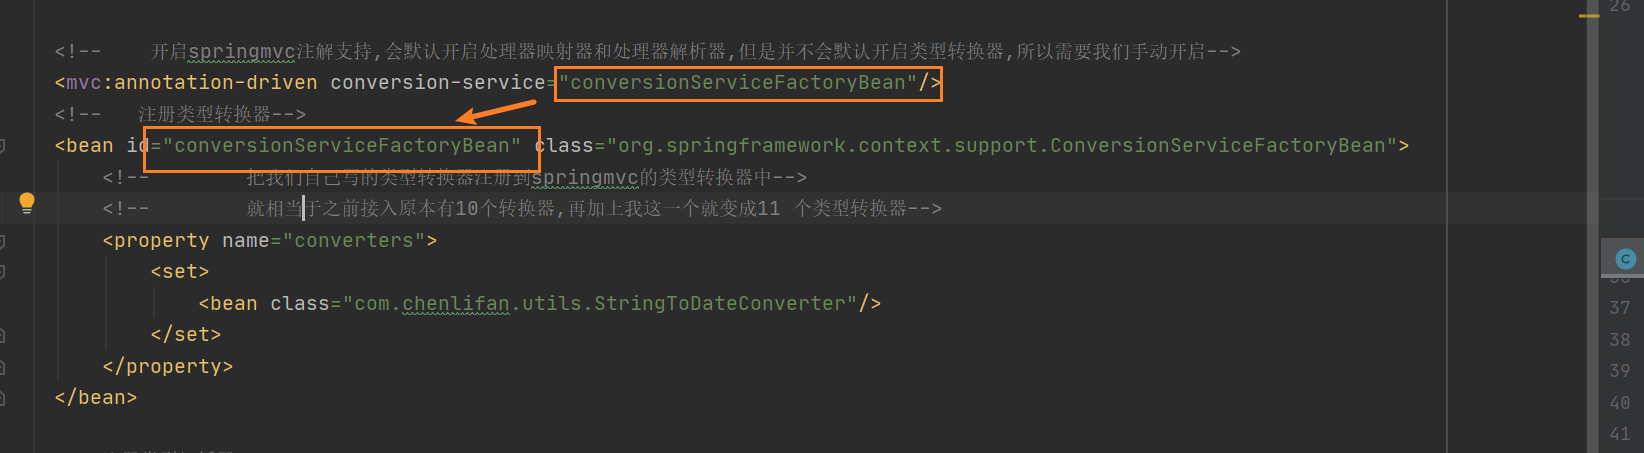 26
<!-- 开启springmvc注解支持,会默认开启处理器映射器和处理器解析器,但是并不会默认开启类型转换器,所以需要我们手动开启-->
<mvc:annotation-driven conversion-service="conversionServiceFactoryBean"/>
<!-- 注册类型转换器-->
<bean id="conversionServiceFactoryBean" class="org.springframework.context.support.ConversionServiceFactoryBean">
<!-- 把我们自己写的类型转换器注册到springmvc的类型转换器中-->
<!-- 就相当于之前接入原本有10个转换器,再加上我这一个就变成11 个类型转换器-->
<property name="converters">
<set>
C
<bean class="com.chenlifan.utils.StringToDateConverter"/>
37
</set>
38
</property>
39
</bean>
40
41